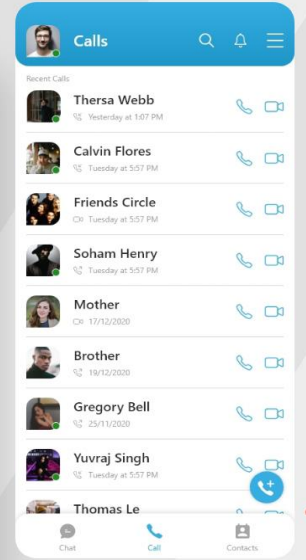 Calls
Recent Calls
Thersa Webb
Yesterday at 1:07 PM
Calvin Flores
Tuesday at 5:57 PM
Friends Circle
Tuesday at 5:57 PM
Soham Henry
Tuesday at 5:57 PM
Mother
17/12/2020
Brother
19/12/2020
Gregory Bell
25/11/2020
Yuvraj Singh
Tuesday at 5:57 PM
Thomas Le
Chat
Call
Contacts